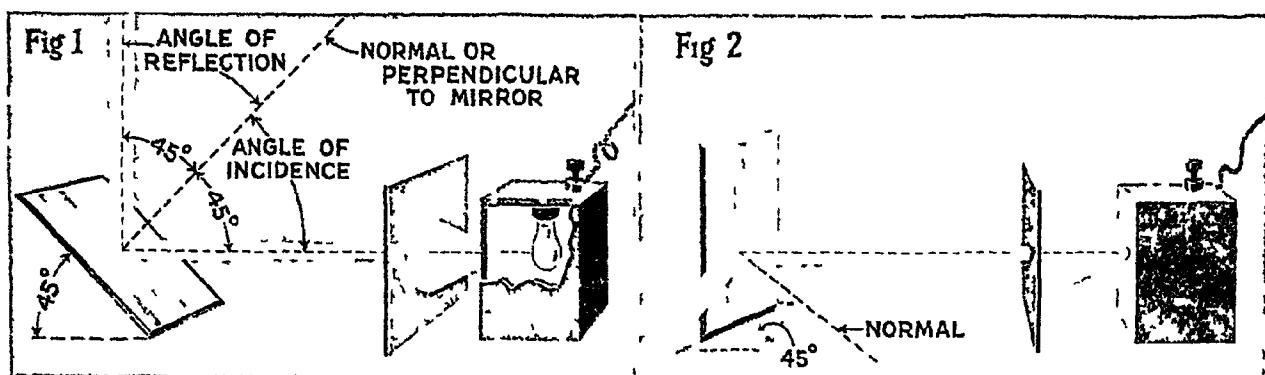 Fig 1
ANGLE OF
REFLECTION
NORMAL OR
PERPENDICULAR
TO MIRROR
45°
ANGLE OF
INCIDENCE
45°
45°
Fig 2
NORMAL
45°